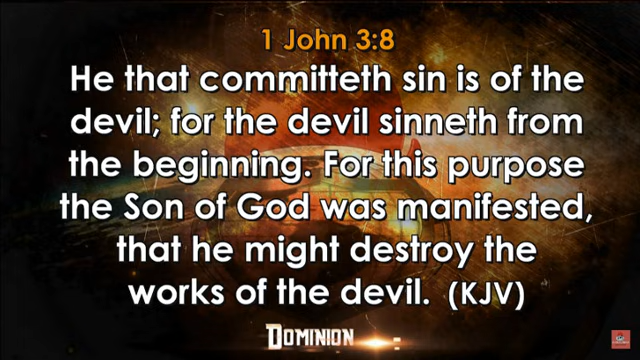 1 John 3:8
He that committeth sin is of the
devil; for the devil sinneth from
the beginning. For this purpose
the Son of God was manifested,
that he might destroy the
works of the devil. (KJV)
DOMINION